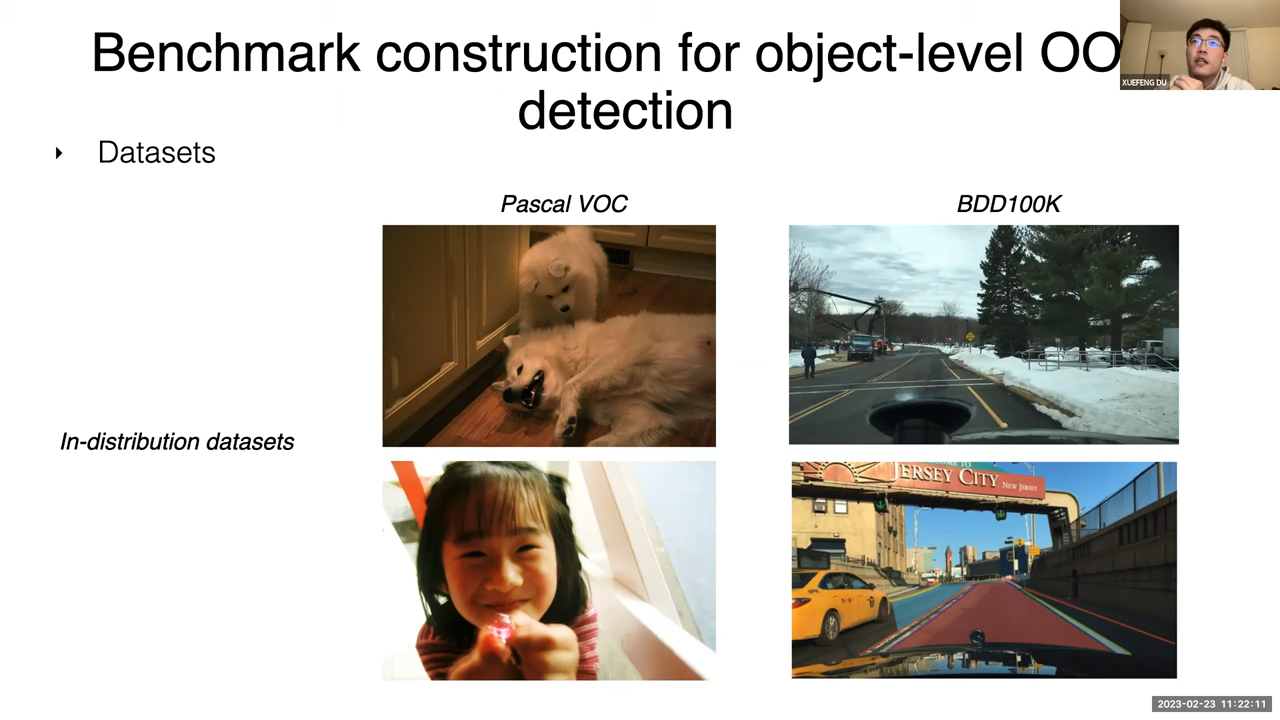 Benchmark construction for object-level OO
detection
XUEFENG DU
Datasets
Pascal VOC
BDD100K
In-distribution datasets
JERSEY CITY NEW JERSEY
2023-02-23 11:22:11